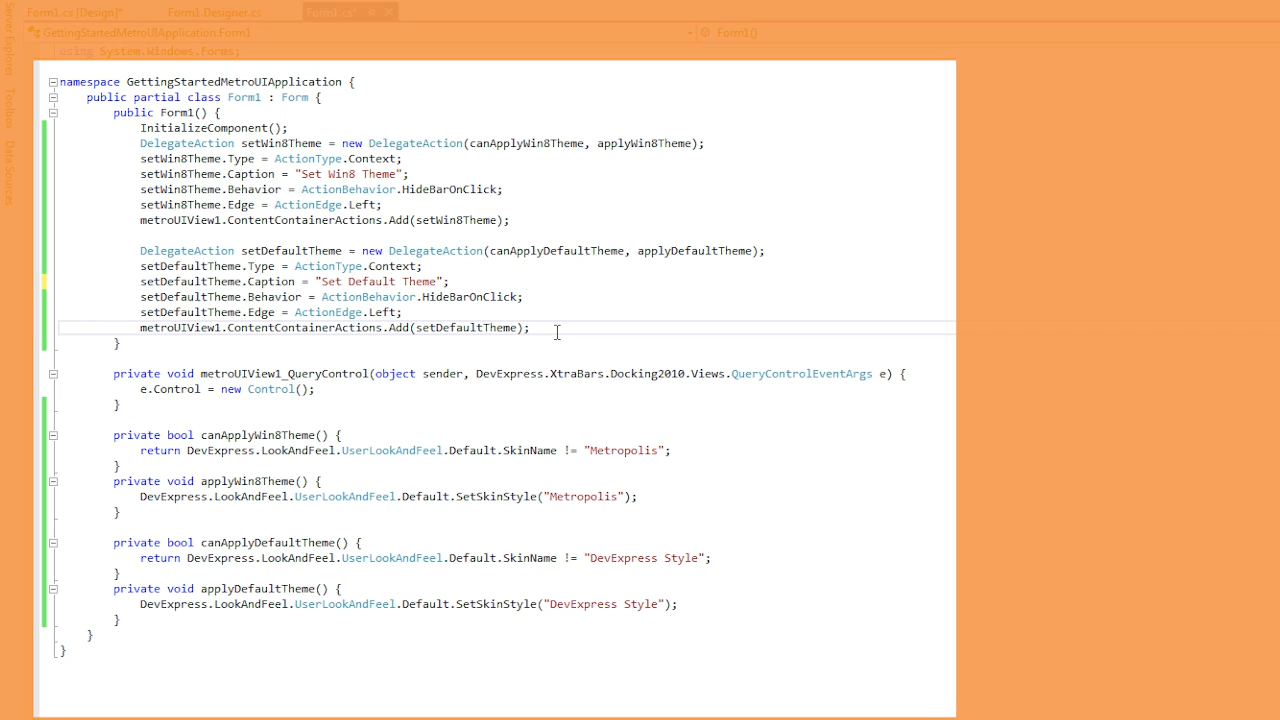 Form1.cs [Design]* Form1.Designer.cs Form1.cs*
GettingStartedMetroUIApplication.Form1 Form1()
Server Explorer
Toolbox
Data Sources
using System.Windows.Forms;
namespace GettingStartedMetroUIApplication {
public partial class Form1 : Form {
public Form1() {
InitializeComponent();
DelegateAction setWin8Theme = new DelegateAction(canApplyWin8Theme, applyWin8Theme);
setWin8Theme.Type = ActionType.Context;
setWin8Theme.Caption = "Set Win8 Theme";
setWin8Theme.Behavior = ActionBehavior.HideBarOnClick;
setWin8Theme.Edge = ActionEdge.Left;
metroUIView1.ContentContainerActions.Add(setWin8Theme);
DelegateAction setDefaultTheme = new DelegateAction(canApplyDefaultTheme, applyDefaultTheme);
setDefaultTheme.Type = ActionType.Context;
setDefaultTheme.Caption = "Set Default Theme";
setDefaultTheme.Behavior = ActionBehavior.HideBarOnClick;
setDefaultTheme.Edge = ActionEdge.Left;
metroUIView1.ContentContainerActions.Add(setDefaultTheme);
}
private void metroUIView1_QueryControl(object sender, DevExpress.XtraBars.Docking2010.Views.QueryControlEventArgs e) {
e.Control = new Control();
}
private bool canApplyWin8Theme() {
return DevExpress.LookAndFeel.UserLookAndFeel.Default.SkinName != "Metropolis";
}
private void applyWin8Theme() {
DevExpress.LookAndFeel.UserLookAndFeel.Default.SetSkinStyle("Metropolis");
}
private bool canApplyDefaultTheme() {
return DevExpress.LookAndFeel.UserLookAndFeel.Default.SkinName != "DevExpress Style";
}
private void applyDefaultTheme() {
DevExpress.LookAndFeel.UserLookAndFeel.Default.SetSkinStyle("DevExpress Style");
}
}
}